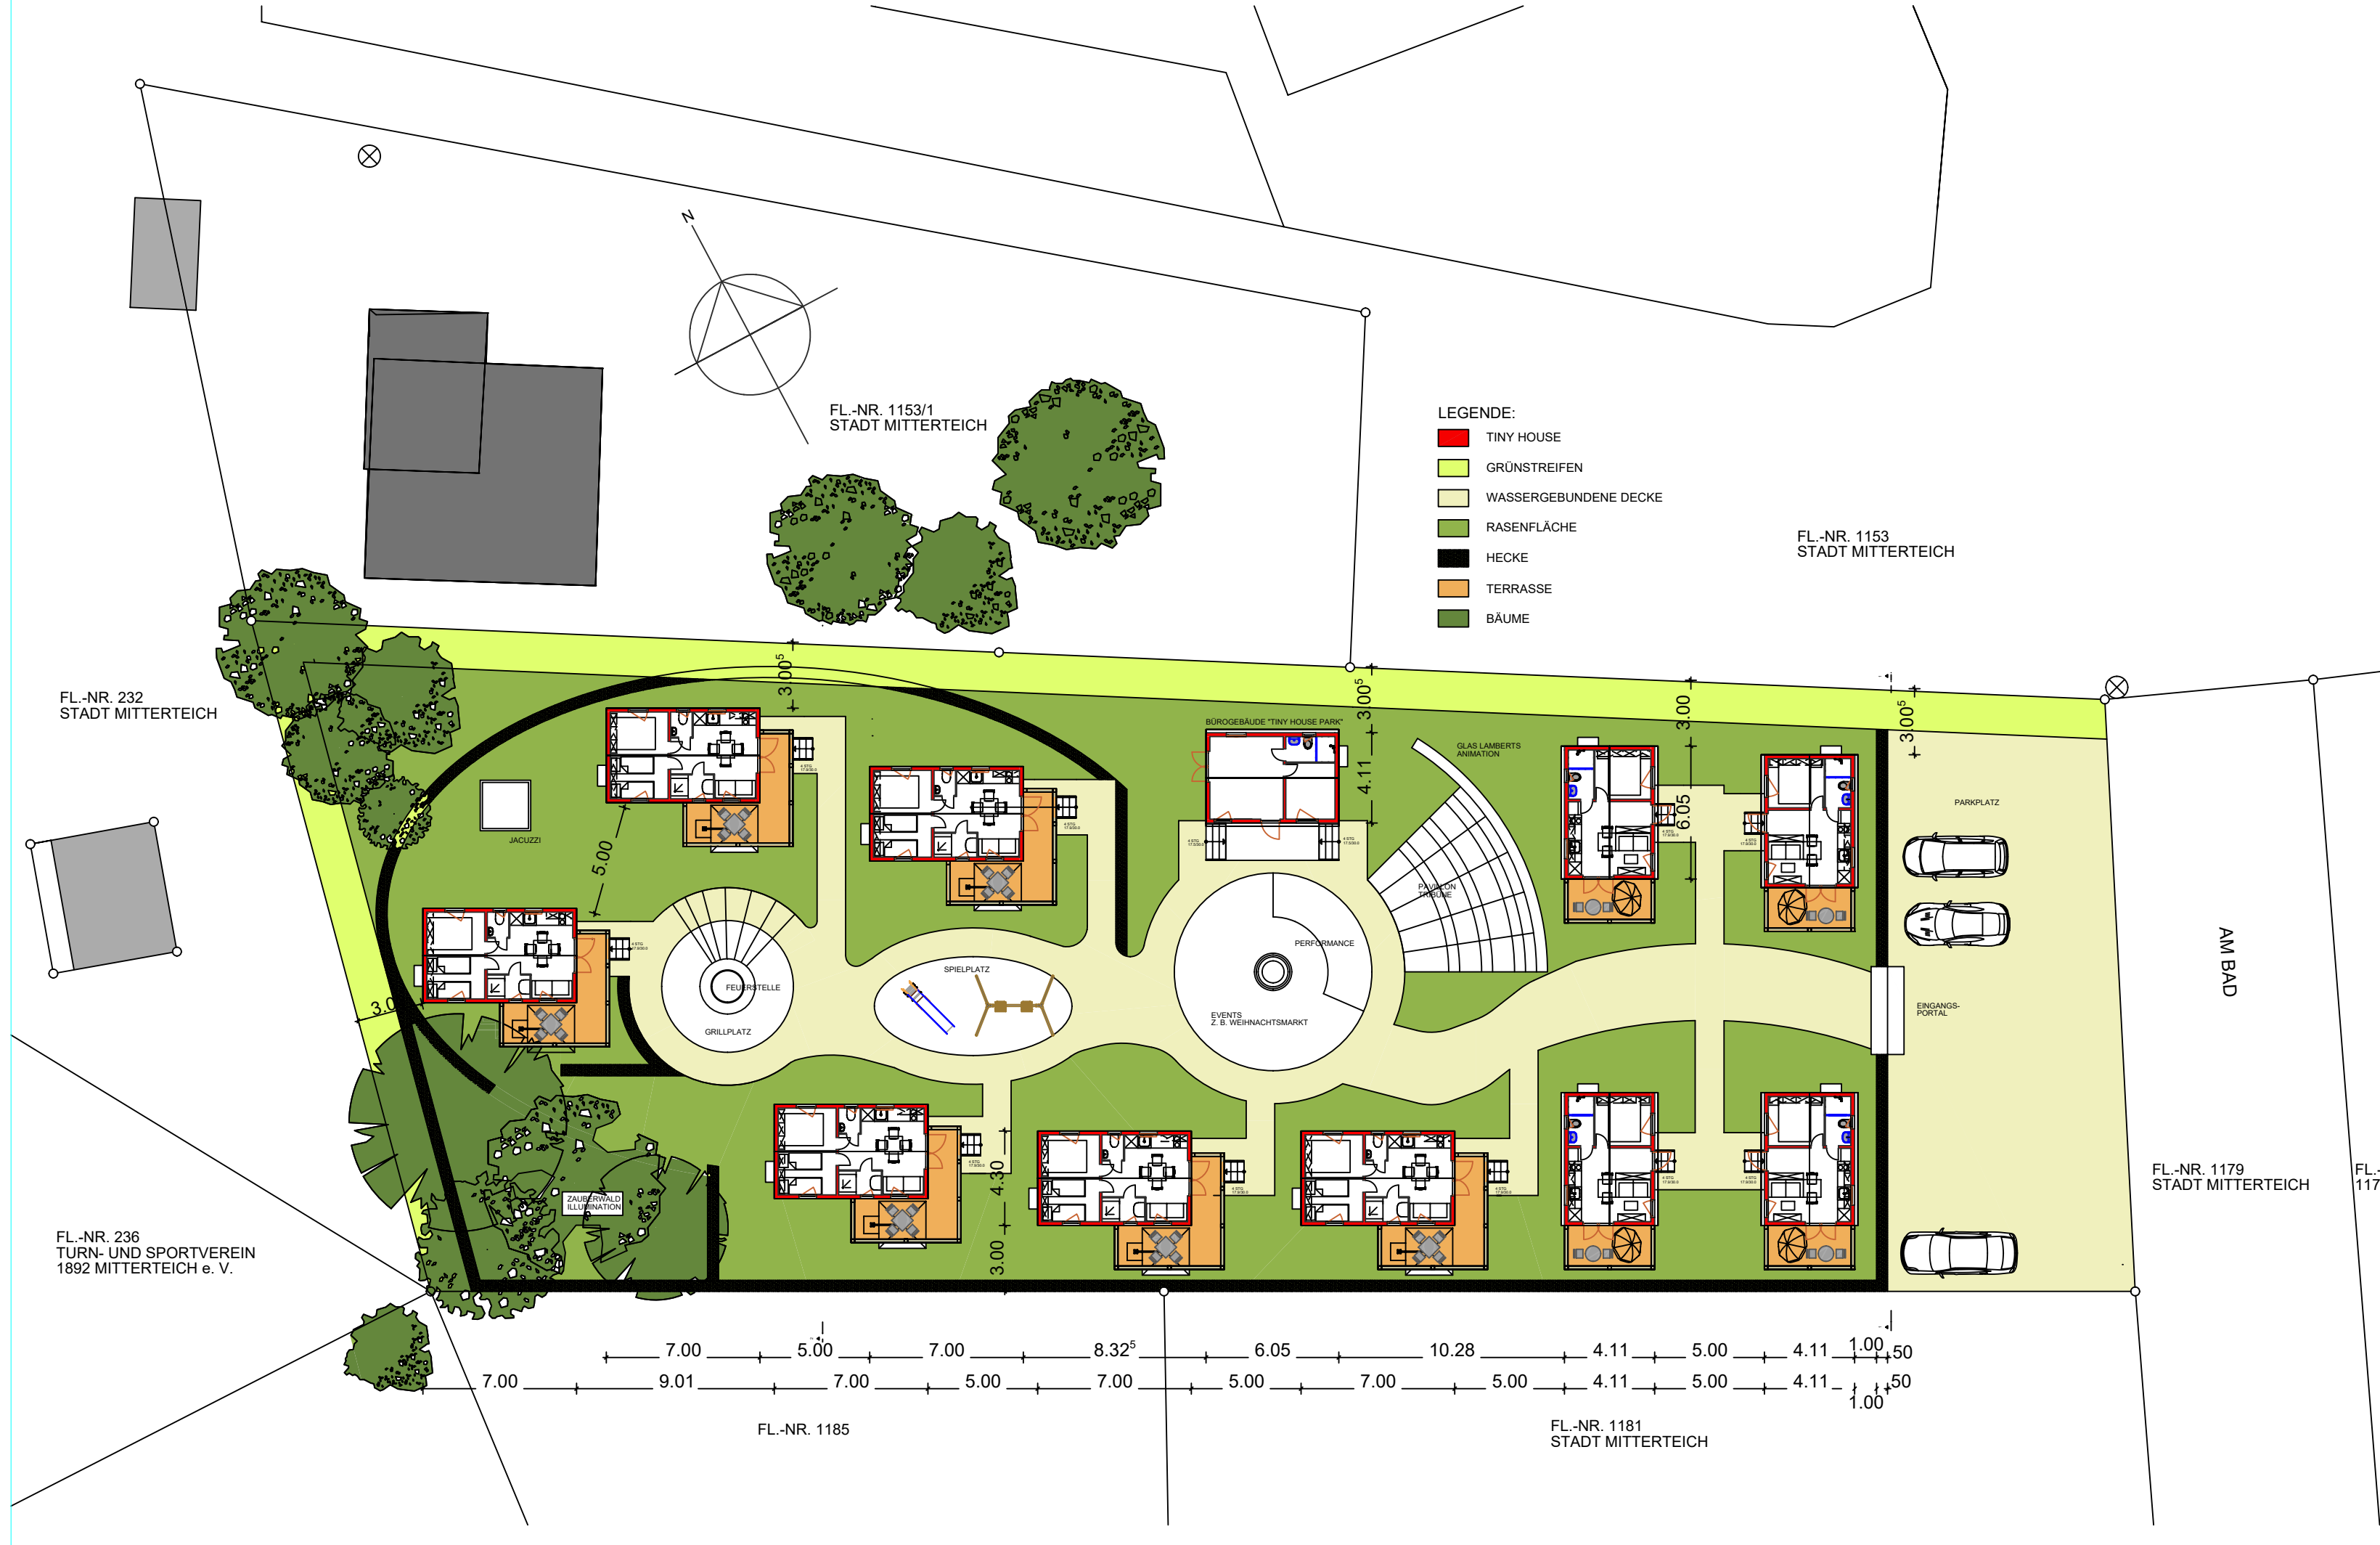 N
FL.-NR. 1153/1
STADT MITTERTEICH
LEGENDE:
TINY HOUSE
GRÜNSTREIFEN
WASSERGEBUNDENE DECKE
RASENFLÄCHE
HECKE
TERRASSE
BÄUME
FL.-NR. 1153
STADT MITTERTEICH
FL.-NR. 232
STADT MITTERTEICH
3.00⁵
3.00⁵
3.00
3.00⁵
BÜROGEBÄUDE "TINY HOUSE PARK"
GLAS LAMBERTS
ANIMATION
4.11
6.05
PARKPLATZ
JACUZZI
5.00
PAVILLON
TRIBÜNE
PERFORMANCE
SPIELPLATZ
FEUERSTELLE
GRILLPLATZ
EVENTS
Z. B. WEIHNACHTSMARKT
EINGANGS-
PORTAL
AM BAD
3.0
4.30
3.00
ZAUBERWALD
ILLUMINATION
FL.-NR. 1179
STADT MITTERTEICH
FL.-
117
FL.-NR. 236
TURN- UND SPORTVEREIN
1892 MITTERTEICH e. V.
7.00 5.00 7.00 8.32⁵ 6.05 10.28 4.11 5.00 4.11 1.00 50
7.00 9.01 7.00 5.00 7.00 5.00 7.00 5.00 4.11 5.00 4.11 50
1.00
FL.-NR. 1185
FL.-NR. 1181
STADT MITTERTEICH